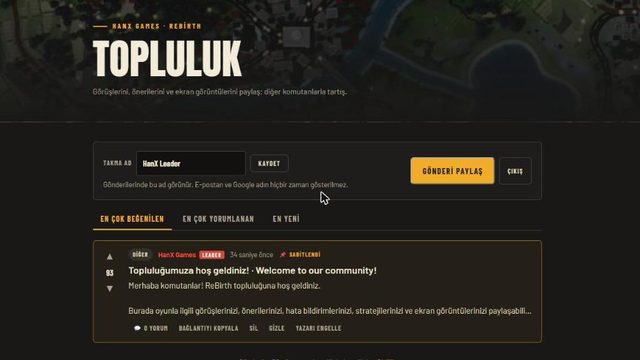 HANX GAMES · REBİRTH
TOPLULUK
Görüşlerini, önerilerini ve ekran görüntülerini paylaş; diğer komutanlarla tartış.
TAKMA AD
HanX Leader
KAYDET
GÖNDERİ PAYLAŞ
ÇIKIŞ
Gönderilerinde bu ad görünür. E-postan ve Google adın hiçbir zaman gösterilmez.
EN ÇOK BEĞENİLEN
EN ÇOK YORUMLANAN
EN YENİ
DİĞER HanX Games LEADER 34 saniye önce 📌 SABİTLENDİ
▲
93
▼
Topluluğumuza hoş geldiniz! · Welcome to our community!
Merhaba komutanlar! ReBirth topluluğuna hoş geldiniz.
Burada oyunla ilgili görüşlerinizi, önerilerinizi, hata bildirimlerinizi, stratejilerinizi ve ekran görüntülerinizi paylaşabili...
💬 0 YORUM BAĞLANTIYI KOPYALA SİL GİZLE YAZARI ENGELLE